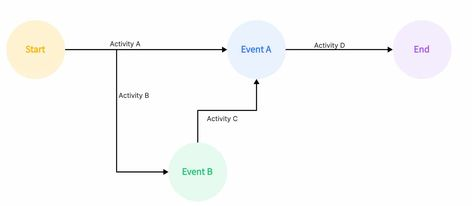 Activity A
Start
Event A
Activity D
End
Activity B
Activity C
Event B